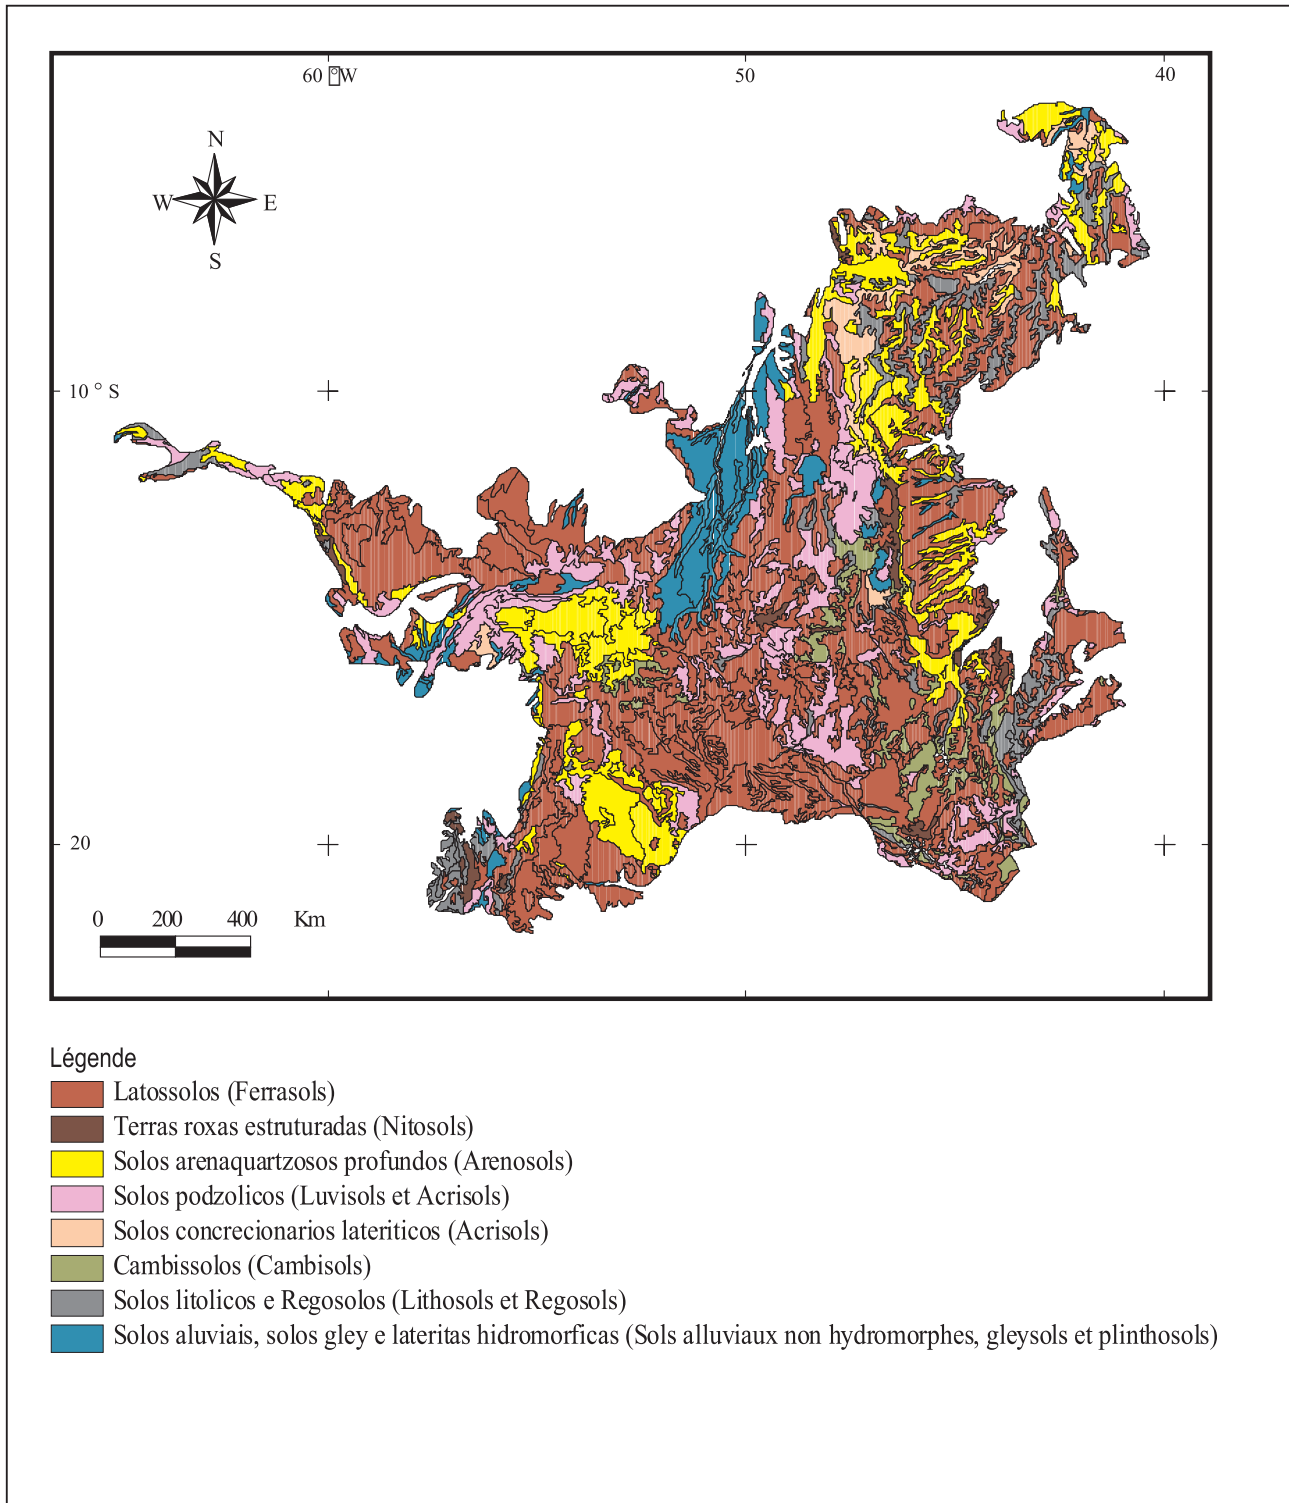 60 °W
50
40
N
W
E
S
10 ° S
20
0
200
400
Km
Légende
Latossolos (Ferrasols)
Terras roxas estruturadas (Nitosols)
Solos arenaquartzosos profundos (Arenosols)
Solos podzolicos (Luvisols et Acrisols)
Solos concrecionarios lateriticos (Acrisols)
Cambissolos (Cambisols)
Solos litolicos e Regosolos (Lithosols et Regosols)
Solos aluviais, solos gley e lateritas hidromorficas (Sols alluviaux non hydromorphes, gleysols et plinthosols)